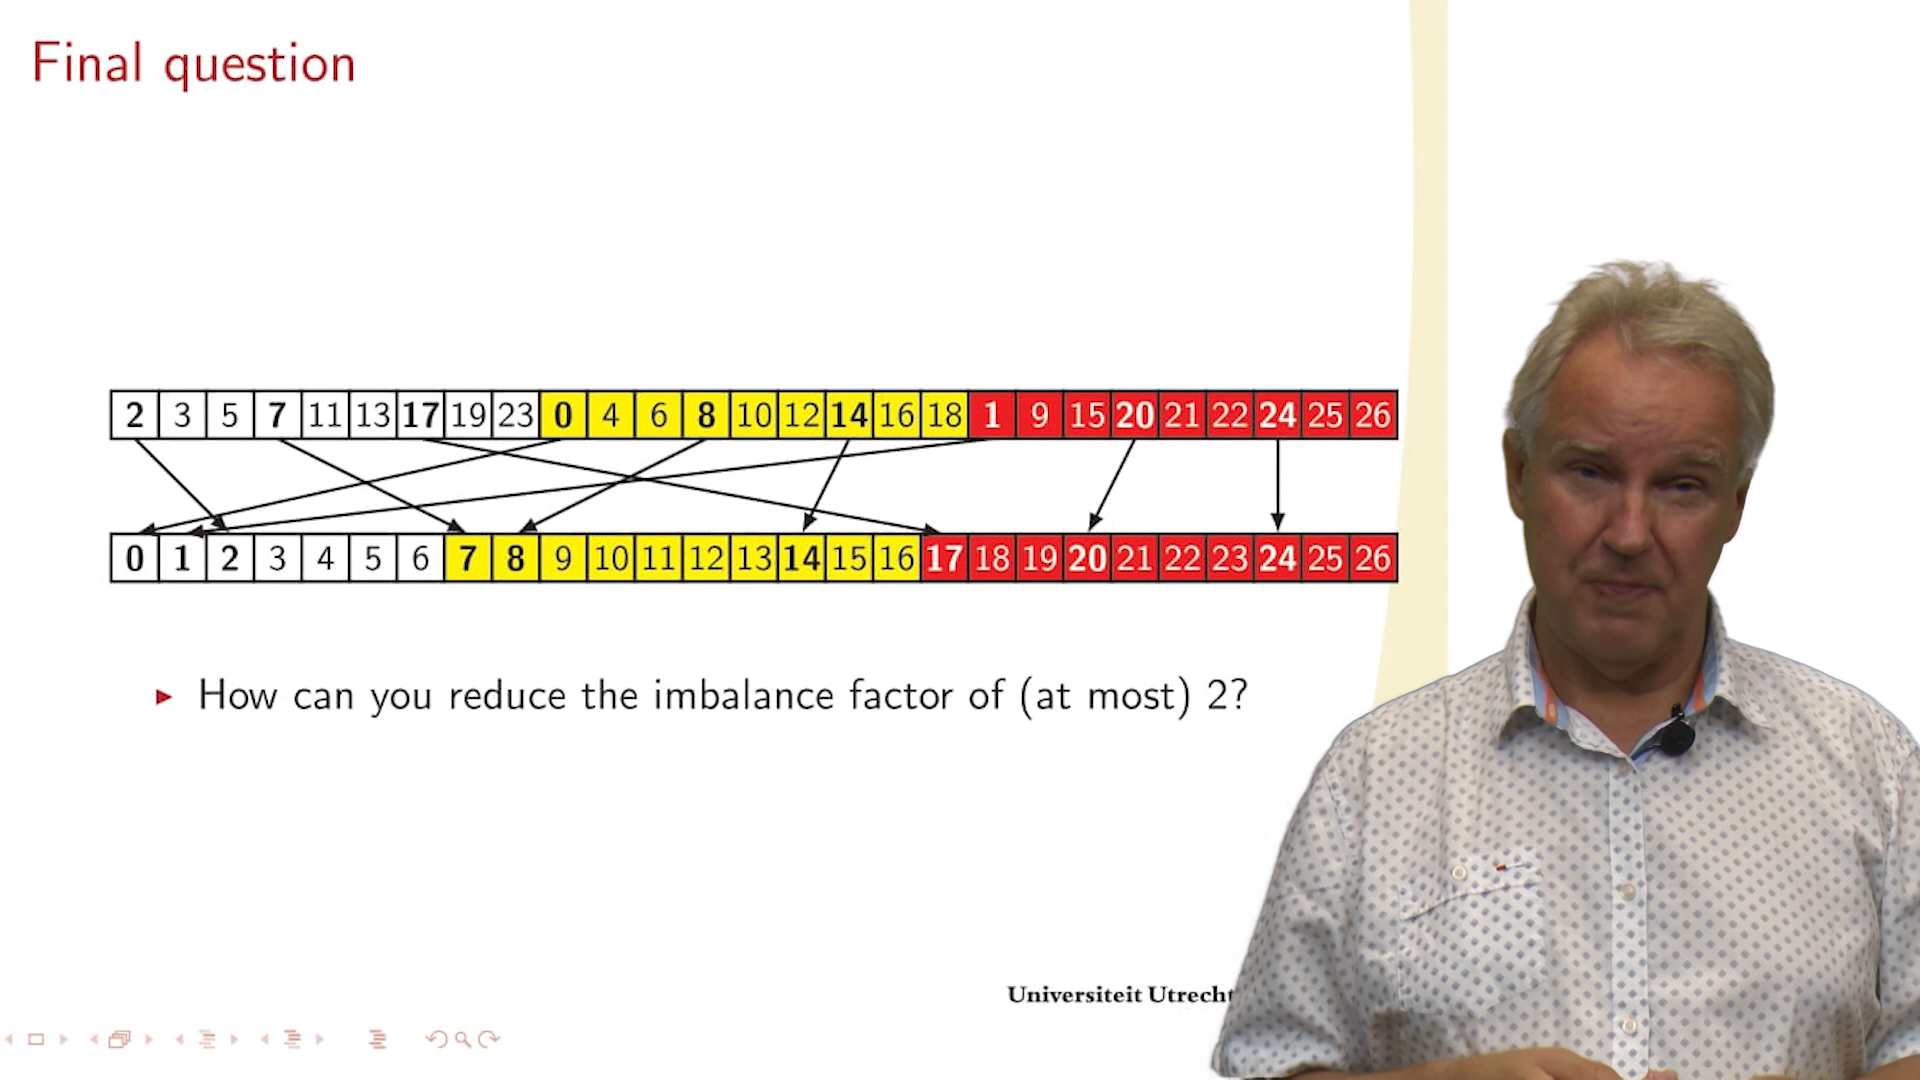 Final question
2 3 5 7 11 13 17 19 23 0 4 6 8 10 12 14 16 18 1 9 15 20 21 22 24 25 26
0 1 2 3 4 5 6 7 8 9 10 11 12 13 14 15 16 17 18 19 20 21 22 23 24 25 26
How can you reduce the imbalance factor of (at most) 2?
Universiteit Utrecht